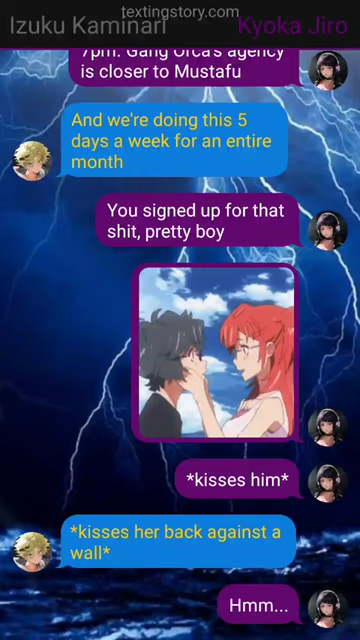 textingstory.com
Izuku Kaminari
Kyoka Jiro
7pm. Gang Orca's agency
is closer to Mustafu
And we're doing this 5
days a week for an entire
month
You signed up for that
shit, pretty boy
*kisses him*
*kisses her back against a
wall*
Hmm...